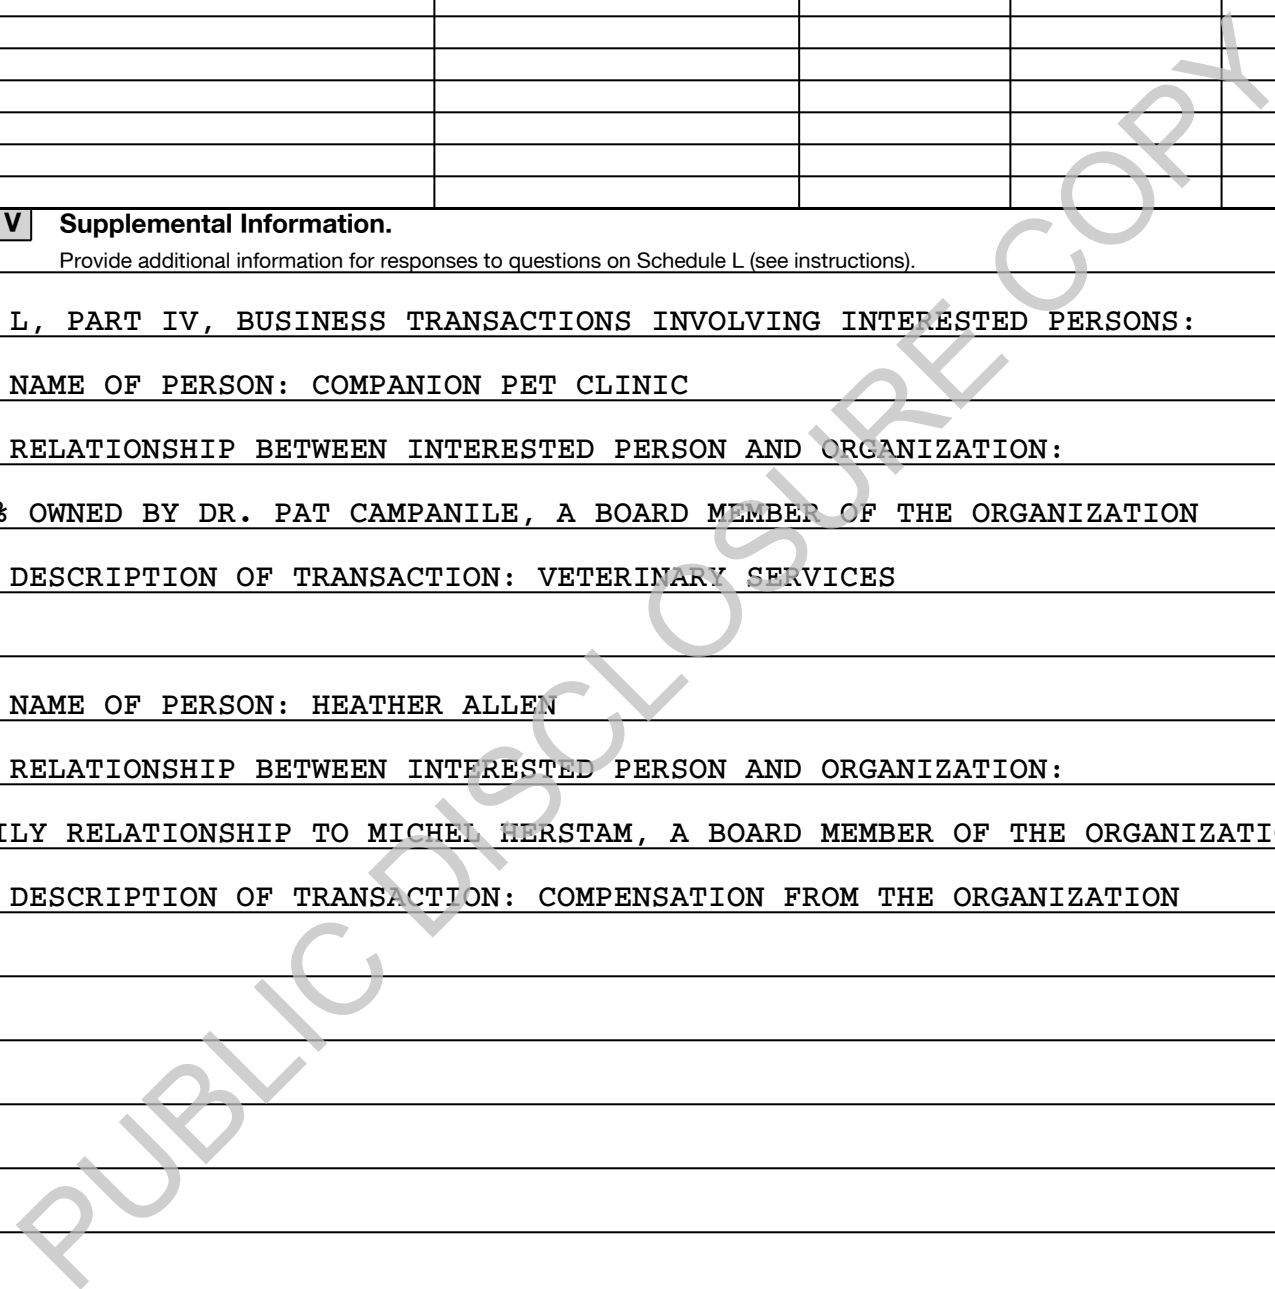 V Supplemental Information.
Provide additional information for responses to questions on Schedule L (see instructions).
L, PART IV, BUSINESS TRANSACTIONS INVOLVING INTERESTED PERSONS:
NAME OF PERSON: COMPANION PET CLINIC
RELATIONSHIP BETWEEN INTERESTED PERSON AND ORGANIZATION:
% OWNED BY DR. PAT CAMPANILE, A BOARD MEMBER OF THE ORGANIZATION
DESCRIPTION OF TRANSACTION: VETERINARY SERVICES
NAME OF PERSON: HEATHER ALLEN
RELATIONSHIP BETWEEN INTERESTED PERSON AND ORGANIZATION:
RELATIONSHIP TO MICHEL HERSTAM, A BOARD MEMBER OF THE
DESCRIPTION OF TRANSACTION: COMPENSATION FROM THE ORGANIZATION
PUBLIC DISCLOSURE COPY